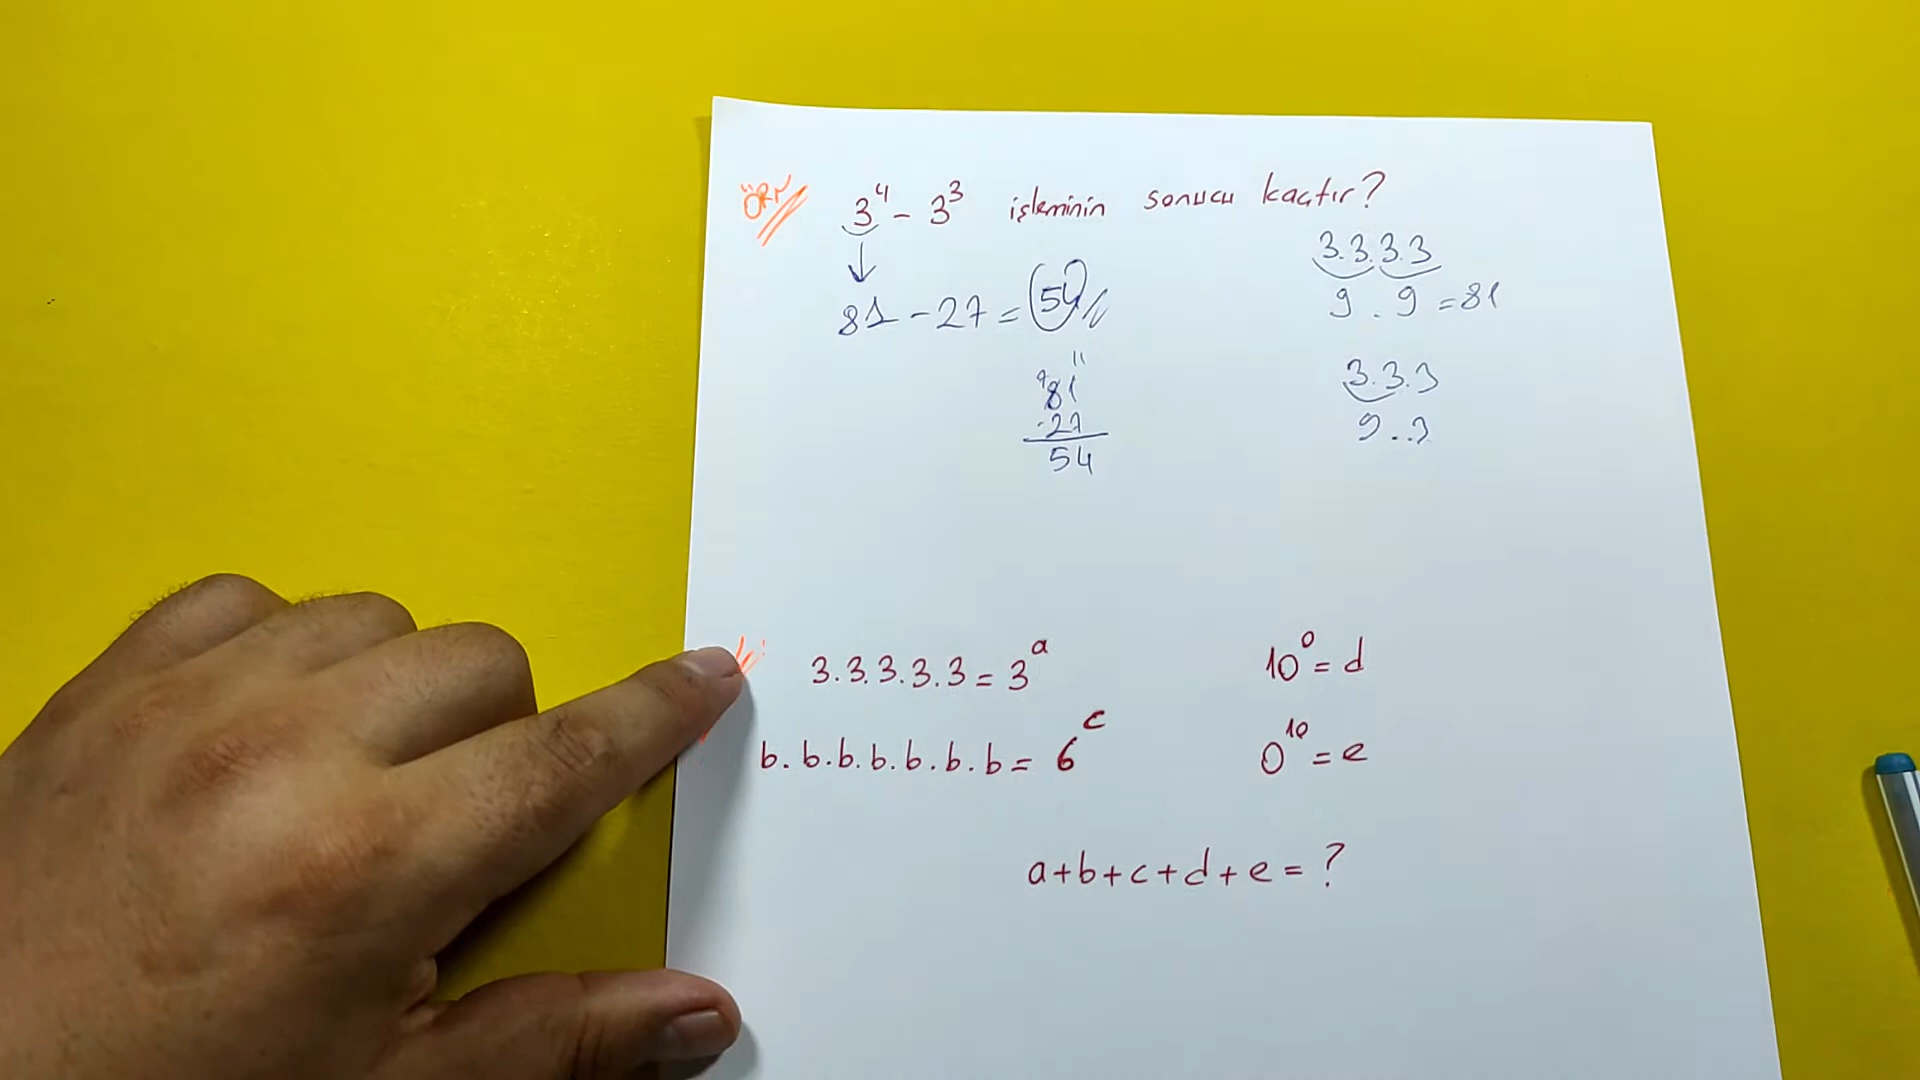 ÖRN 3⁴ - 3³ işleminin sonucu kaçtır?
81 - 27 = 54
11
81
-27
54
3.3.3.3
9 . 9 = 81
3.3.3
9..3
3.3.3.3.3 = 3ᵃ
b.b.b.b.b.b.b = 6ᶜ
10⁰ = d
0¹⁰ = e
a+b+c+d+e = ?